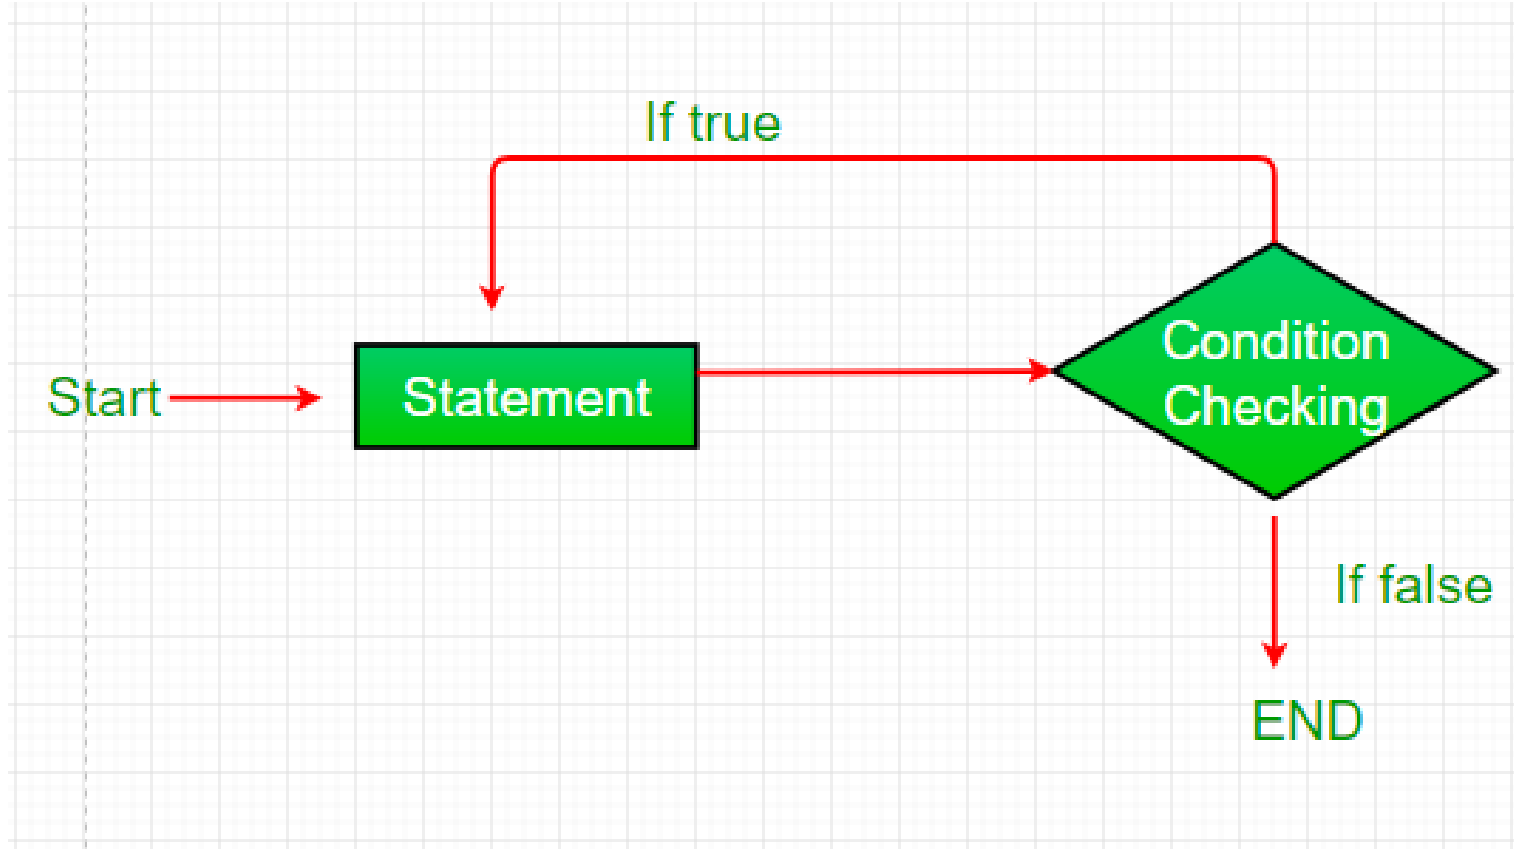 If true
Start
Statement
Condition
Checking
If false
END